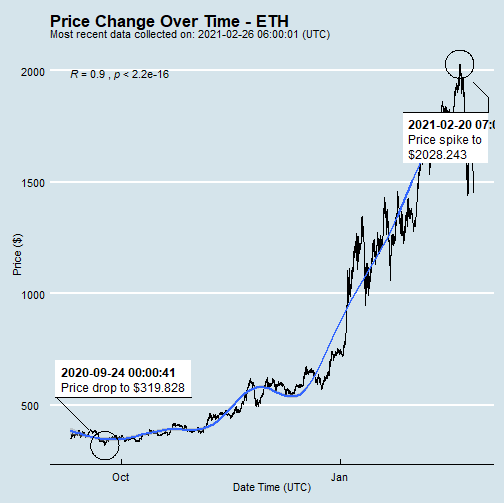 Price Change Over Time - ETH
Most recent data collected on: 2021-02-26 06:00:01 (UTC)
R = 0.9 , p < 2.2e-16
2000
1500
1000
500
Price ($)
2021-02-20 07:0
Price spike to
$2028.243
2020-09-24 00:00:41
Price drop to $319.828
Oct
Jan
Date Time (UTC)